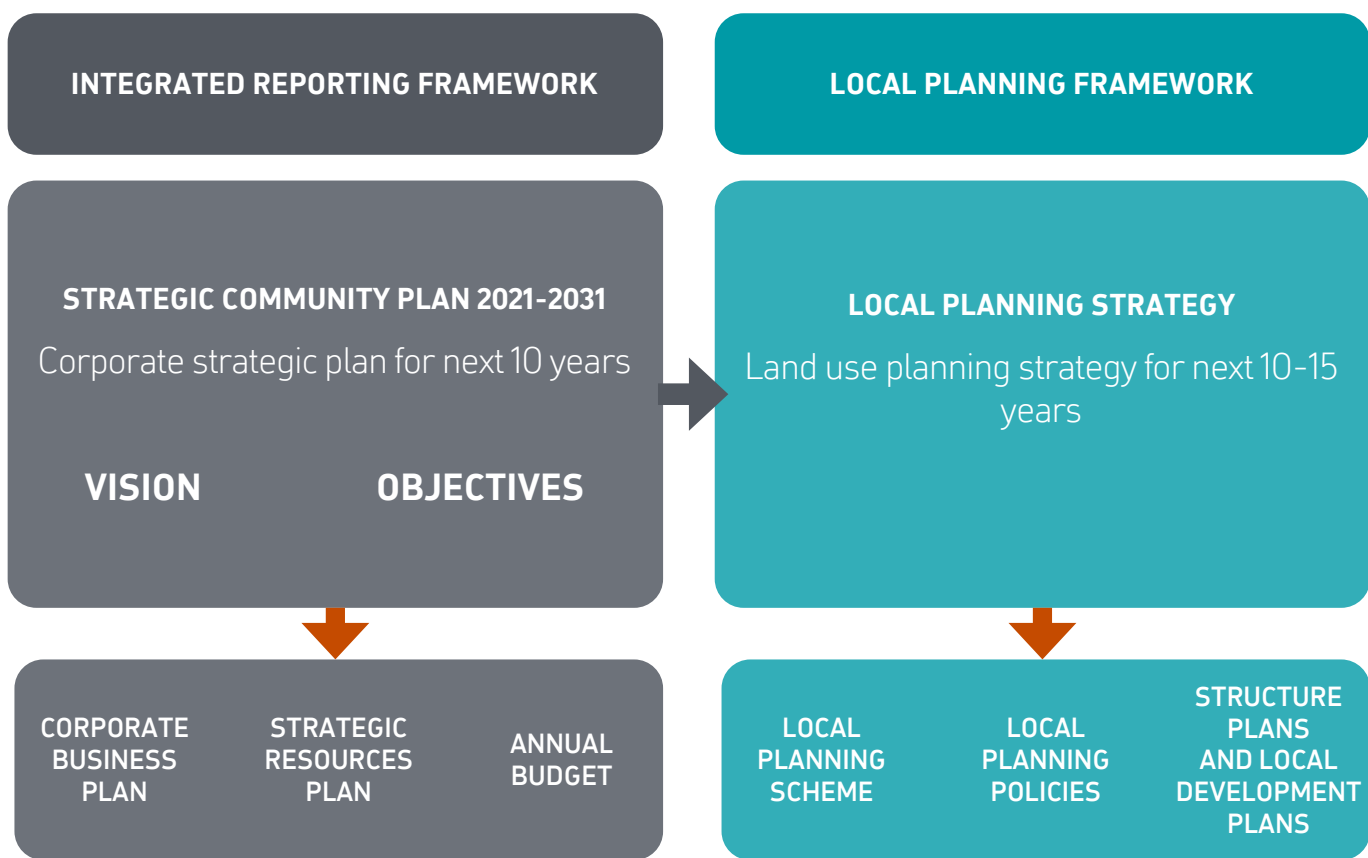 INTEGRATED REPORTING FRAMEWORK
LOCAL PLANNING FRAMEWORK
STRATEGIC COMMUNITY PLAN 2021-2031
Corporate strategic plan for next 10 years
VISION
OBJECTIVES
LOCAL PLANNING STRATEGY
Land use planning strategy for next 10-15
years
CORPORATE
BUSINESS
PLAN
STRATEGIC
RESOURCES
PLAN
ANNUAL
BUDGET
LOCAL
PLANNING
SCHEME
LOCAL
PLANNING
POLICIES
STRUCTURE
PLANS
AND LOCAL
DEVELOPMENT
PLANS